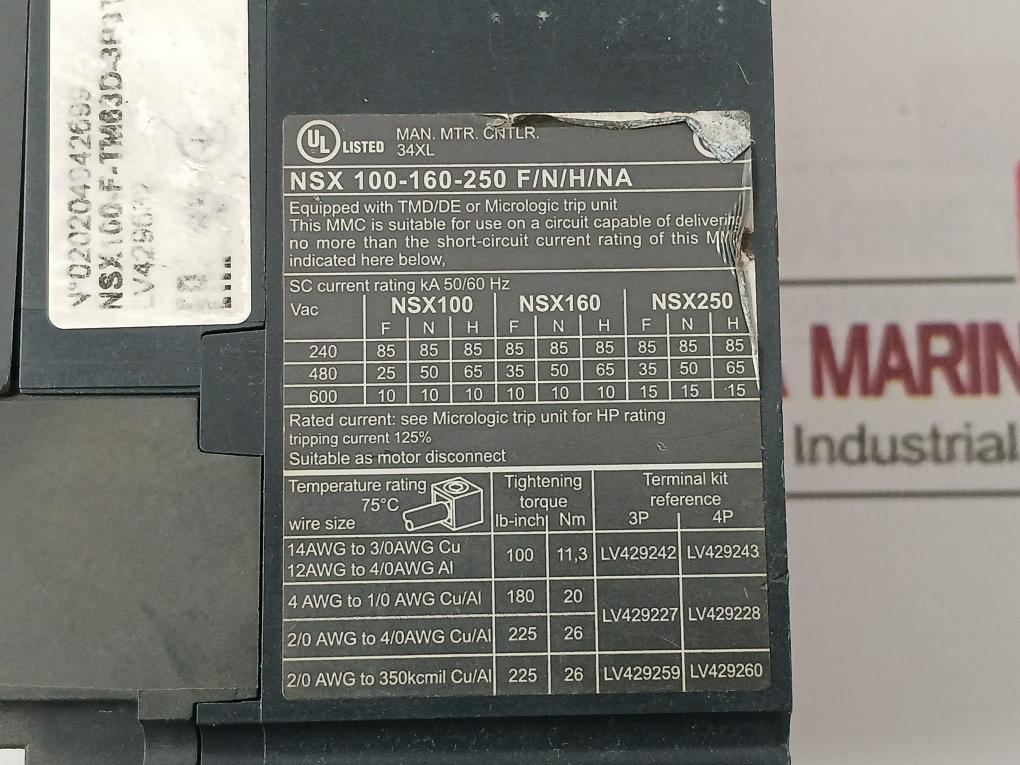 NSX100-F-TM63D-3P3T
UL LISTED MAN. MTR. CNTLR.
34XL
NSX 100-160-250 F/N/H/NA
Equipped with TMD/DE or Micrologic trip unit
This MMC is suitable for use on a circuit capable of delivering
no more than the short-circuit current rating of this
indicated here below,
SC current rating kA 50/60 Hz
Vac NSX100 NSX160 NSX250
F N H F N H F N H
240 85 85 85 85 85 85 85 85 85
480 25 50 65 35 50 65 35 50 65
600 10 10 10 10 10 10 15 15 15
Rated current: see Micrologic trip unit for HP rating
tripping current 125%
Suitable as motor disconnect
Temperature rating
75°C
wire size
Tightening
torque
lb-inch Nm
Terminal kit
reference
3P 4P
14AWG to 3/0AWG Cu
12AWG to 4/0AWG Al
100 11,3 LV429242 LV429243
4 AWG to 1/0 AWG Cu/Al 180 20
LV429227 LV429228
2/0 AWG to 4/0AWG Cu/Al 225 26
2/0 AWG to 350kcmil Cu/Al 225 26 LV429259 LV429260
MARIN
Industrial